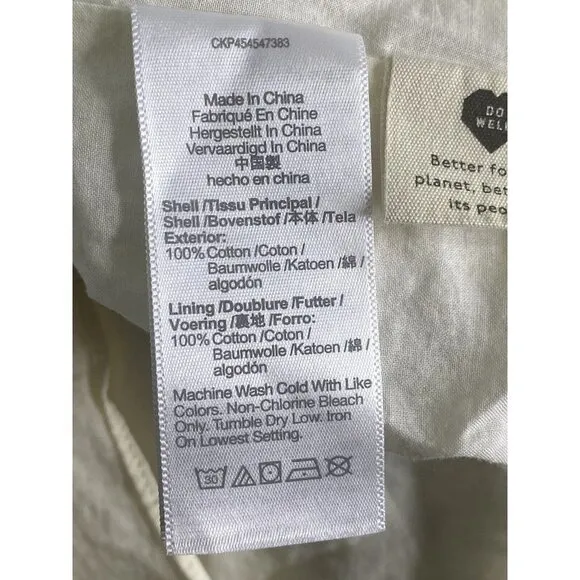 CKP454547383
Made In China
Fabriqué En Chine
Hergestellt In China
Vervaardigd In China
中国製
hecho en china
Shell /Tissu Principal /
Shell /Bovenstof /本体 /Tela
Exterior:
100% Cotton /Coton /
Baumwolle /Katoen /綿 /
algodón
Lining /Doublure /Futter /
Voering /裏地 /Forro:
100% Cotton /Coton /
Baumwolle /Katoen /綿 /
algodón
Machine Wash Cold With Like
Colors. Non-Chlorine Bleach
Only. Tumble Dry Low. Iron
On Lowest Setting.
30
DO
WELL
Better fo
planet, bet
its peo